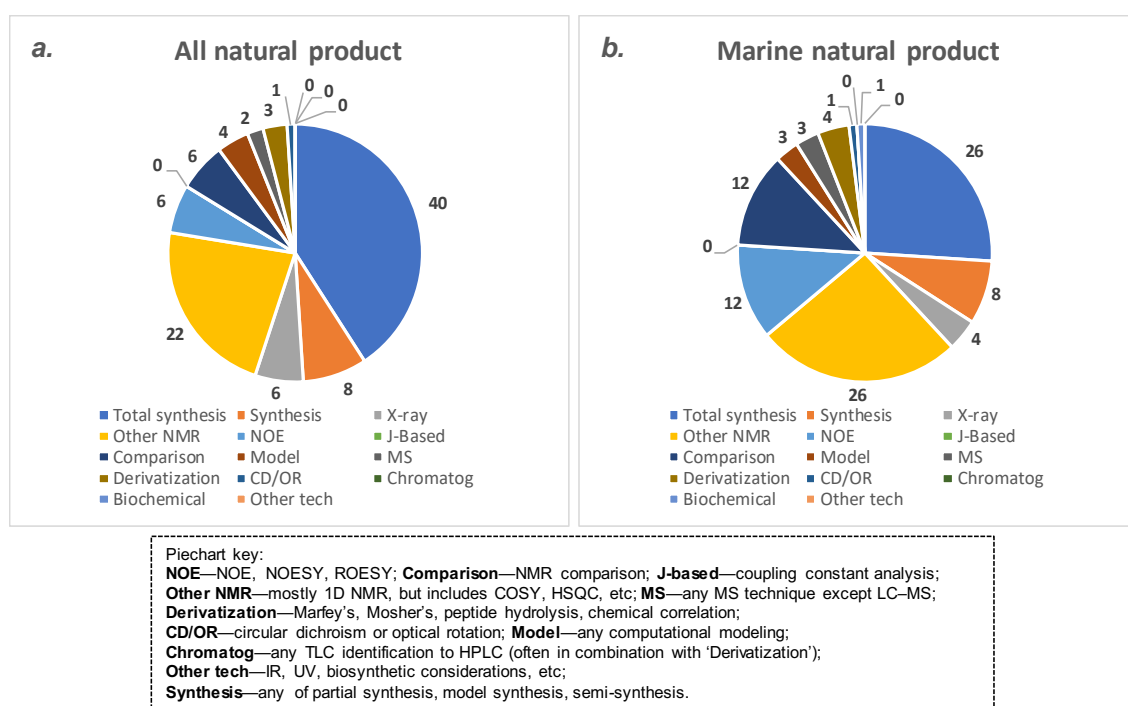 a.
All natural product
1
0
0
0
3
2
4
6
0
6
22
6
8
40
Total synthesis
Synthesis
X-ray
Other NMR
NOE
J-Based
Comparison
Model
MS
Derivatization
CD/OR
Chromatog
Biochemical
Other tech
b.
Marine natural product
0
1
1
0
4
3
3
12
0
12
26
4
8
26
Total synthesis
Synthesis
X-ray
Other NMR
NOE
J-Based
Comparison
Model
MS
Derivatization
CD/OR
Chromatog
Biochemical
Other tech
Piechart key:
NOE—NOE, NOESY, ROESY; Comparison—NMR comparison; J-based—coupling constant analysis;
Other NMR—mostly 1D NMR, but includes COSY, HSQC, etc; MS—any MS technique except LC–MS;
Derivatization—Marfey's, Mosher's, peptide hydrolysis, chemical correlation;
CD/OR—circular dichroism or optical rotation; Model—any computational modeling;
Chromatog—any TLC identification to HPLC (often in combination with 'Derivatization');
Other tech—IR, UV, biosynthetic considerations, etc;
Synthesis—any of partial synthesis, model synthesis, semi-synthesis.